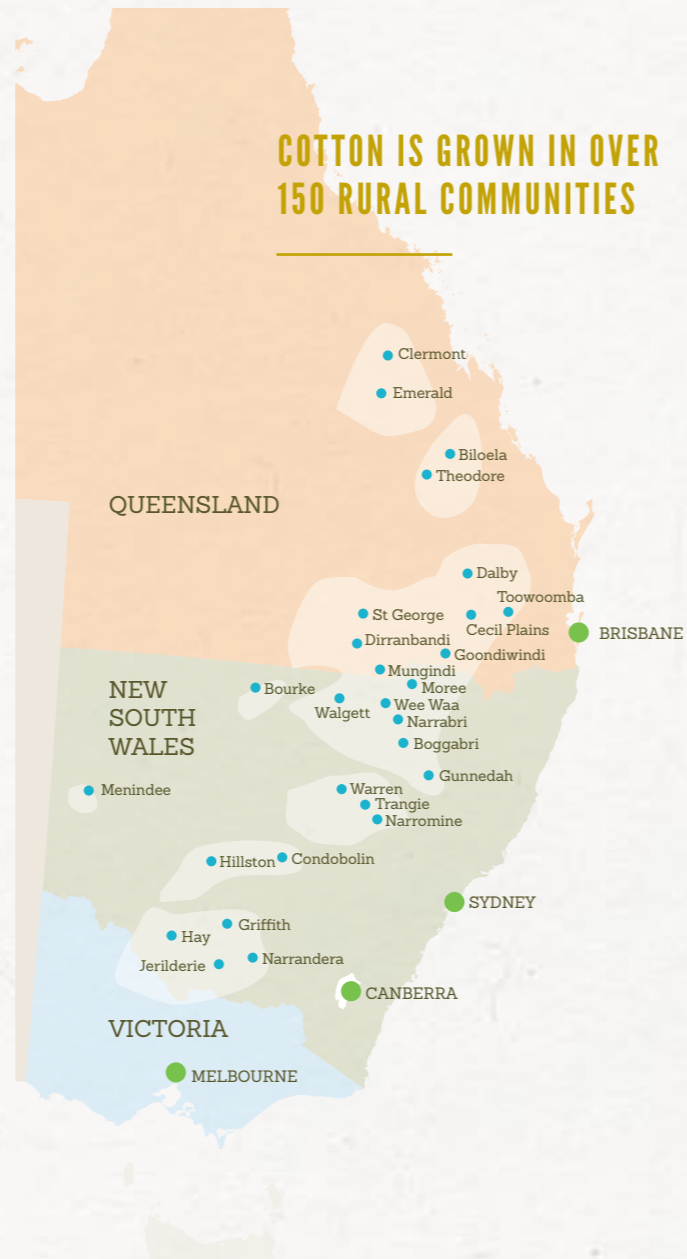 COTTON IS GROWN IN OVER
150 RURAL COMMUNITIES
Clermont
Emerald
Biloela
Theodore
QUEENSLAND
Dalby
Toowoomba
St George
Cecil Plains
BRISBANE
Dirranbandi
Goondiwindi
Mungindi
Moree
Bourke
NEW
SOUTH
WALES
Wee Waa
Walgett
Narrabri
Boggabri
Gunnedah
Menindee
Warren
Trangie
Narromine
Hillston
Condobolin
SYDNEY
Griffith
Hay
Narrandera
Jerilderie
CANBERRA
VICTORIA
MELBOURNE